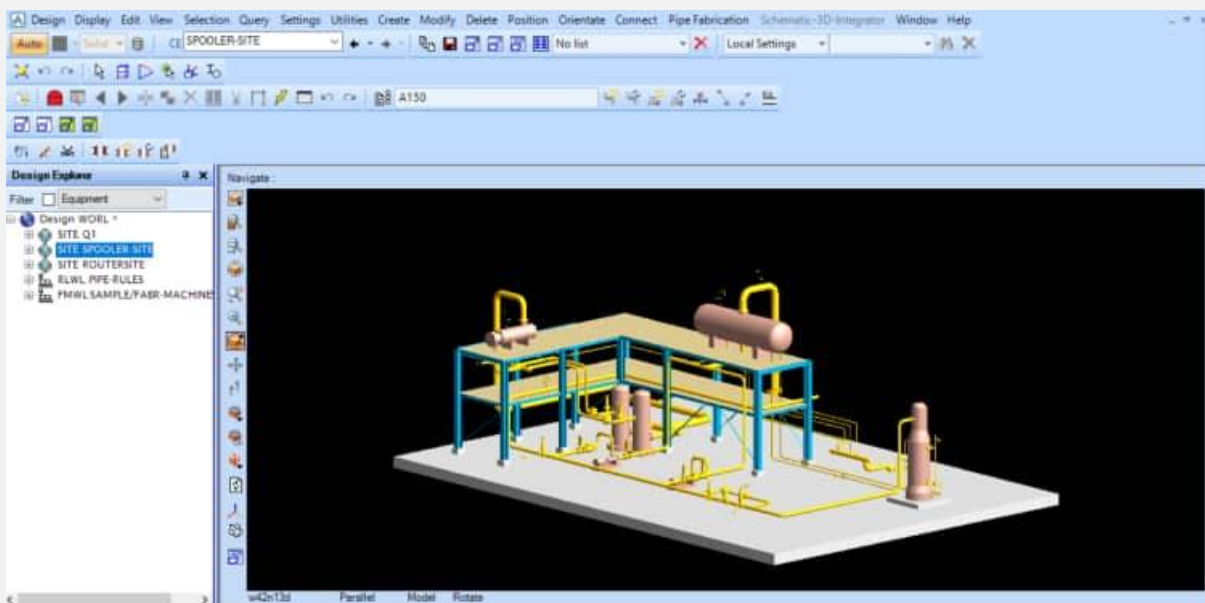 Design Display Edit View Selection Query Settings Utilities Create Modify Delete Position Orientate Connect Pipe Fabrication Schematic-3D-Integrator Window Help
Auto Solid CE SPOOLER-SITE No list Local Settings
A150
Design Explorer
Navigate :
Filter Equipment
Design WORL *
SITE Q1
SITE SPOOLER-SITE
SITE ROUTERSITE
RLWL PIPE-RULES
FMWL SAMPLE/FABR-MACHINE
w42n13d Parallel Model Rotate